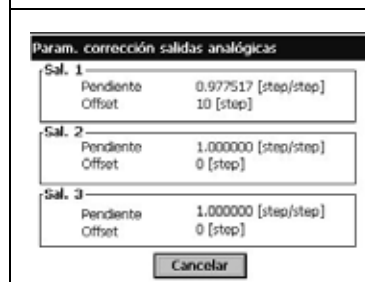 Param. corrección salidas analógicas
Sal. 1
Pendiente 0.977517 [step/step]
Offset 10 [step]
Sal. 2
Pendiente 1.000000 [step/step]
Offset 0 [step]
Sal. 3
Pendiente 1.000000 [step/step]
Offset 0 [step]
Cancelar